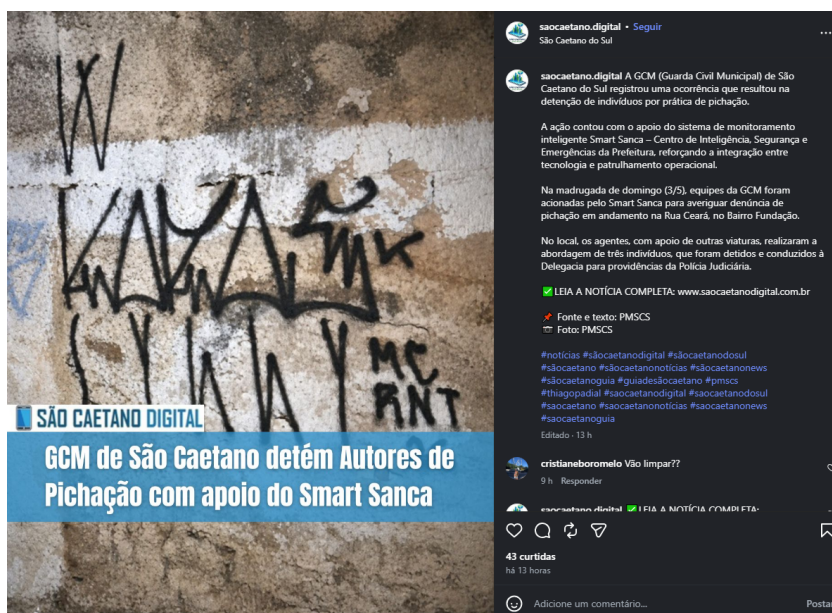 MC
RNT
SÃO CAETANO DIGITAL
GCM de São Caetano detém Autores de
Pichação com apoio do Smart Sanca
saocaetano.digital • Seguir
São Caetano do Sul
saocaetano.digital A GCM (Guarda Civil Municipal) de São
Caetano do Sul registrou uma ocorrência que resultou na
detenção de indivíduos por prática de pichação.
A ação contou com o apoio do sistema de monitoramento
inteligente Smart Sanca – Centro de Inteligência, Segurança e
Emergências da Prefeitura, reforçando a integração entre
tecnologia e patrulhamento operacional.
Na madrugada de domingo (3/5), equipes da GCM foram
acionadas pelo Smart Sanca para averiguar denúncia de
pichação em andamento na Rua Ceará, no Bairro Fundação.
No local, os agentes, com apoio de outras viaturas, realizaram a
abordagem de três indivíduos, que foram detidos e conduzidos à
Delegacia para providências da Polícia Judiciária.
✅ LEIA A NOTÍCIA COMPLETA: www.saocaetanodigital.com.br
📌 Fonte e texto: PMSCS
📷 Foto: PMSCS
#notícias #sãocaetanodigital #sãocaetanodosul
#sãocaetano #sãocaetanonotícias #sãocaetanonews
#sãocaetanoguia #guiadesãocaetano #pmscs
#thiagopadial #saocaetanodigital #saocaetanodosul
#saocaetano #saocaetanonotícias #saocaetanonews
#saocaetanoguia
Editado · 13 h
cristianeboromelo Vão limpar??
9 h Responder
saocaetano.digital ✅ LEIA A NOTÍCIA COMPLETA:
43 curtidas
há 13 horas
Adicione um comentário...
Posta